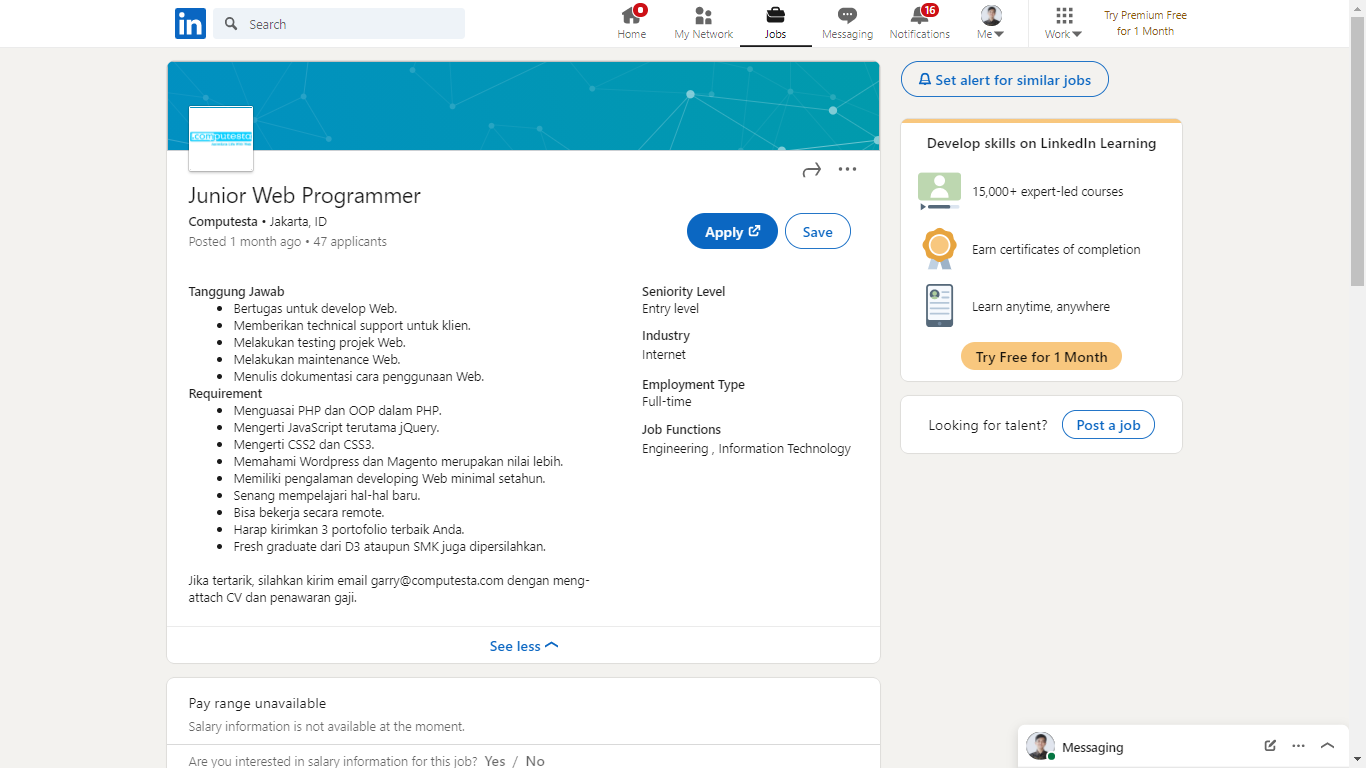 in
Search
Home
My Network
Jobs
Messaging
16
Notifications
Me
Work
Try Premium Free
for 1 Month
computesta
Junior Web Programmer
Computesta • Jakarta, ID
Posted 1 month ago • 47 applicants
Apply
Save
Tanggung Jawab
• Bertugas untuk develop Web.
• Memberikan technical support untuk klien.
• Melakukan testing projek Web.
• Melakukan maintenance Web.
• Menulis dokumentasi cara penggunaan Web.
Requirement
• Menguasai PHP dan OOP dalam PHP.
• Mengerti JavaScript terutama jQuery.
• Mengerti CSS2 dan CSS3.
• Memahami Wordpress dan Magento merupakan nilai lebih.
• Memiliki pengalaman developing Web minimal setahun.
• Senang mempelajari hal-hal baru.
• Bisa bekerja secara remote.
• Harap kirimkan 3 portofolio terbaik Anda.
• Fresh graduate dari D3 ataupun SMK juga dipersilahkan.
Jika tertarik, silahkan kirim email garry@computesta.com dengan meng-
attach CV dan penawaran gaji.
Seniority Level
Entry level
Industry
Internet
Employment Type
Full-time
Job Functions
Engineering , Information Technology
See less
Pay range unavailable
Salary information is not available at the moment.
Are you interested in salary information for this job? Yes / No
Set alert for similar jobs
Develop skills on LinkedIn Learning
15,000+ expert-led courses
Earn certificates of completion
Learn anytime, anywhere
Try Free for 1 Month
Looking for talent?
Post a job
Messaging